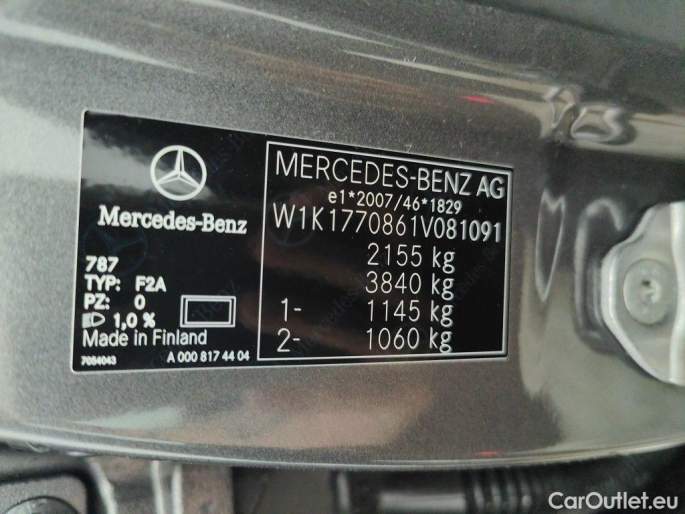 Mercedes-Benz
787
TYP: F2A
PZ: 0
1,0 %
Made in Finland
7084043
A 000 817 44 04
MERCEDES-BENZ AG
e1*2007/46*1829
W1K1770861V081091
2155 kg
3840 kg
1- 1145 kg
2- 1060 kg
CarOutlet.eu